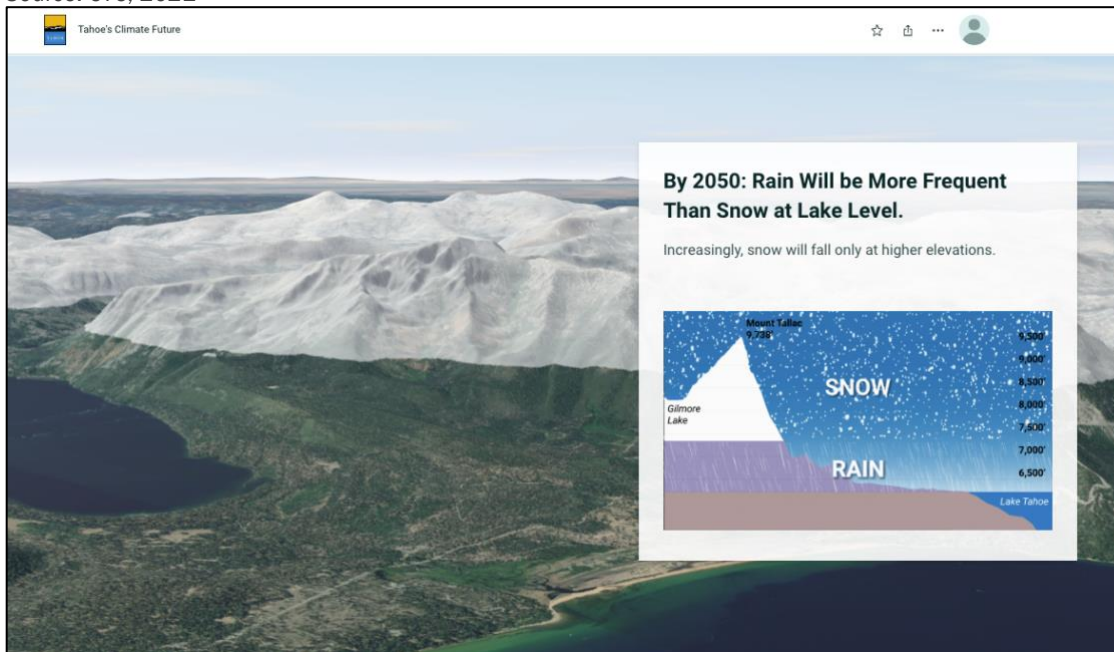 Tahoe's Climate Future
By 2050: Rain Will be More Frequent
Than Snow at Lake Level.
Increasingly, snow will fall only at higher elevations.
Mount Tallac
9,738'
9,500'
9,000'
SNOW
8,500'
Gilmore
Lake
8,000'
7,500'
7,000'
RAIN
6,500'
Lake Tahoe